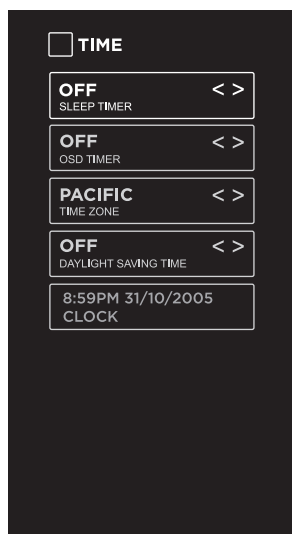 TIME
OFF < >
SLEEP TIMER
OFF < >
OSD TIMER
PACIFIC < >
TIME ZONE
OFF < >
DAYLIGHT SAVING TIME
8:59PM 31/10/2005
CLOCK